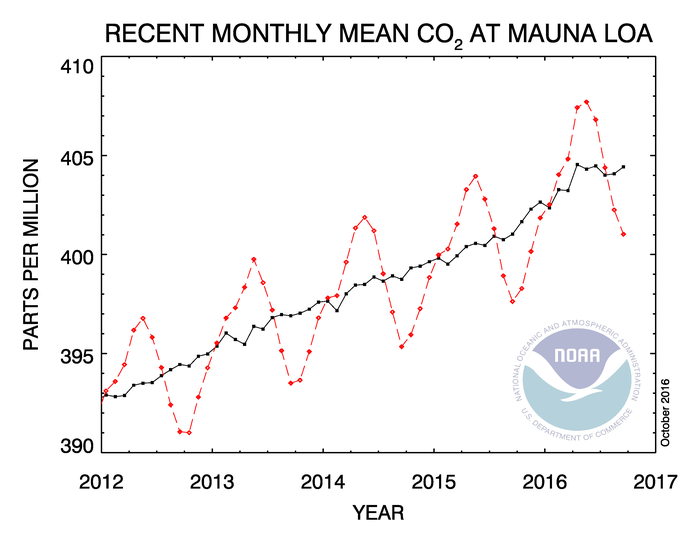 RECENT MONTHLY MEAN CO2 AT MAUNA LOA
410
405
400
395
390
PARTS PER MILLION
2012 2013 2014 2015 2016 2017
YEAR
NATIONAL OCEANIC AND ATMOSPHERIC ADMINISTRATION
NOAA
U.S. DEPARTMENT OF COMMERCE
October 2016